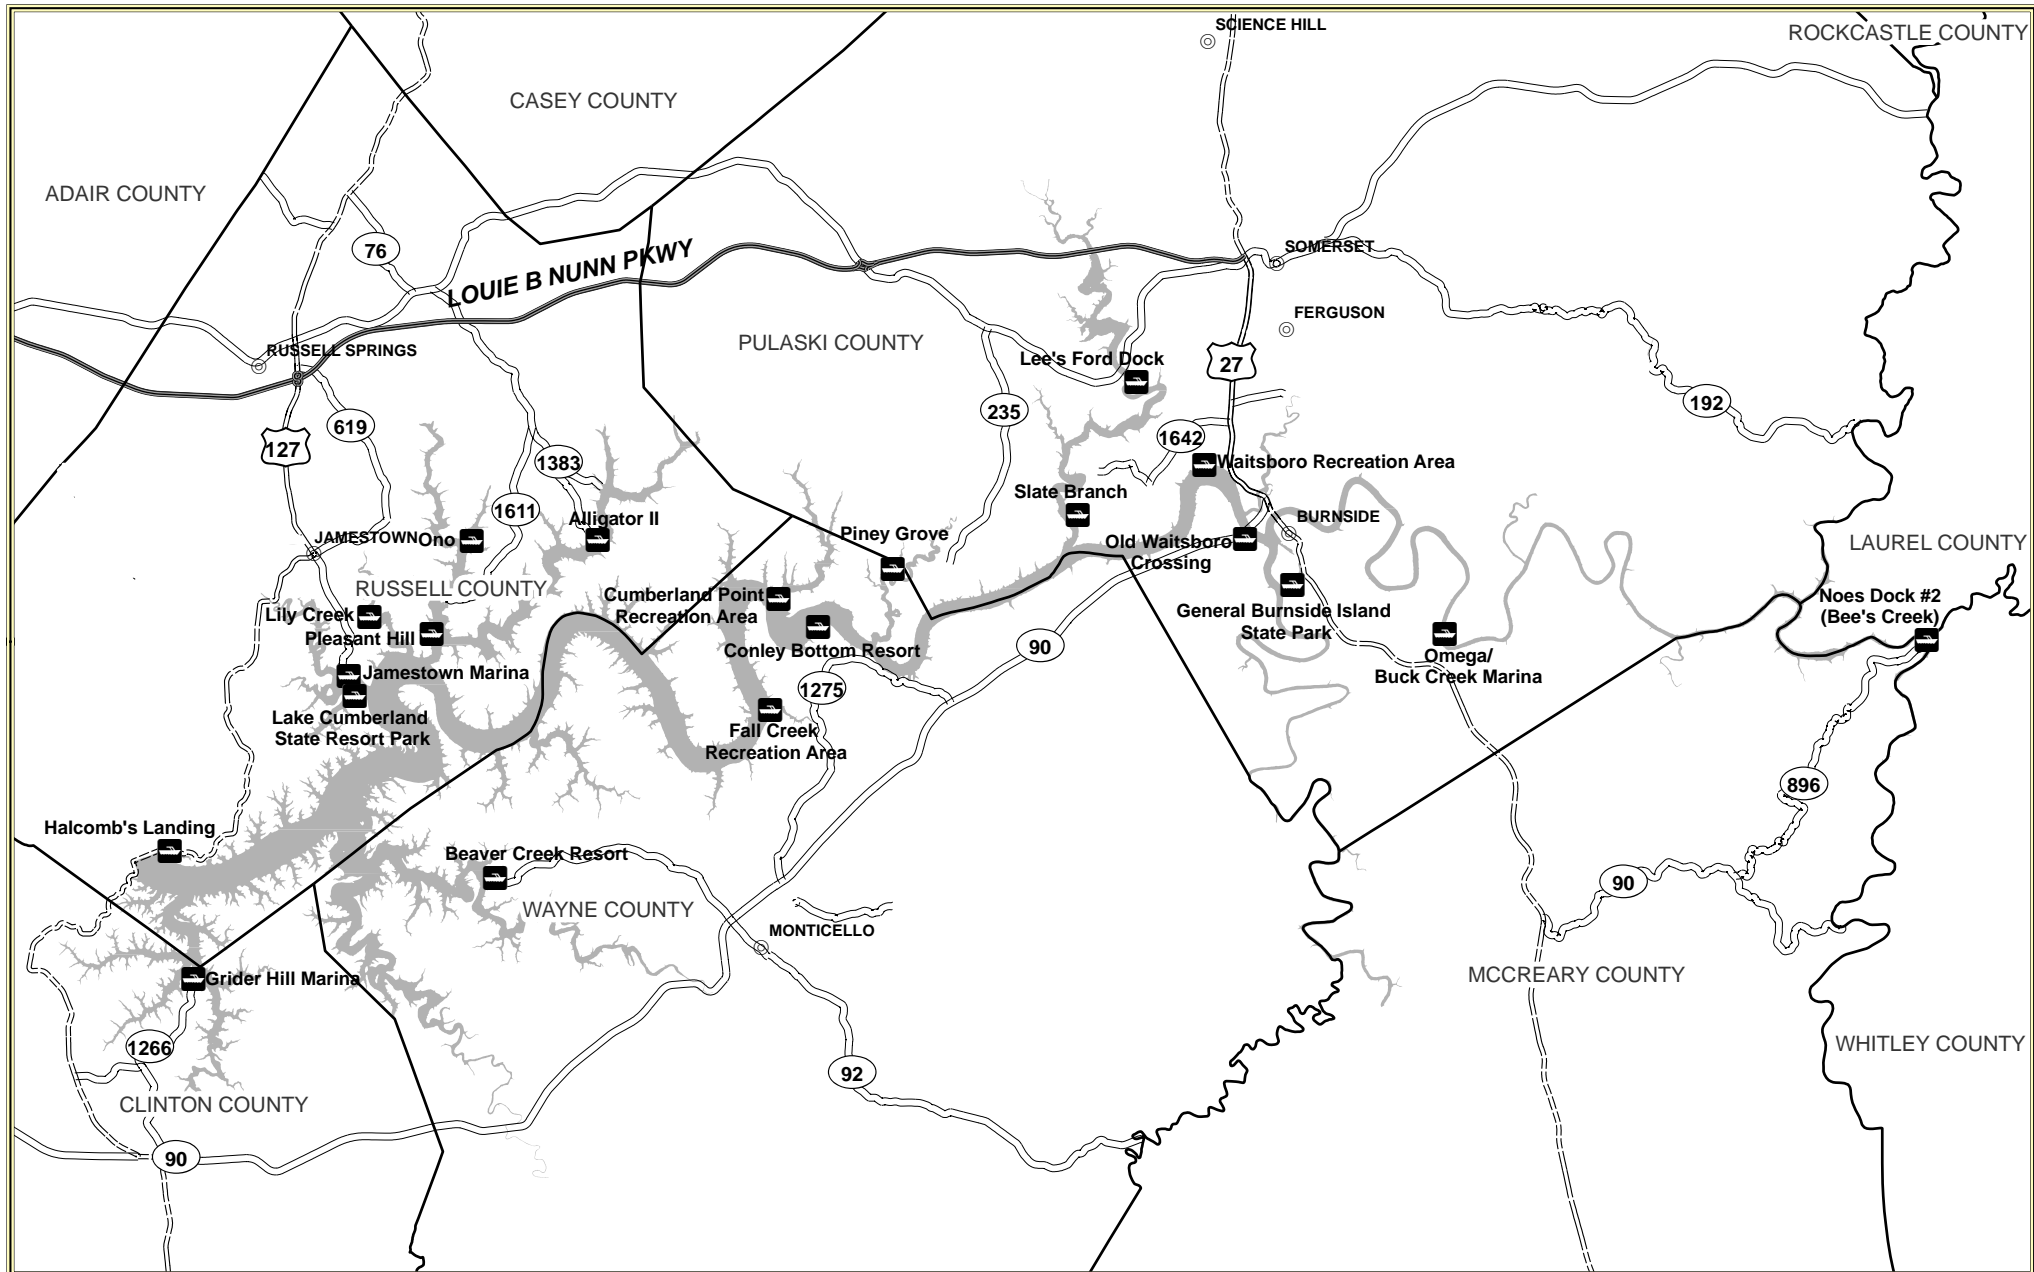 SCIENCE HILL
ROCKCASTLE COUNTY
CASEY COUNTY
ADAIR COUNTY
76
LOUIE B NUNN PKWY
SOMERSET
FERGUSON
PULASKI COUNTY
RUSSELL SPRINGS
Lee's Ford Dock
27
192
235
619
127
1642
1383
Waitsboro Recreation Area
Slate Branch
1611
Alligator II
BURNSIDE
JAMESTOWN
Ono
Piney Grove
Old Waitsboro
Crossing
LAUREL COUNTY
RUSSELL COUNTY
Cumberland Point
Recreation Area
Noes Dock #2
(Bee's Creek)
Lily Creek
Pleasant Hill
General Burnside Island
State Park
90
Conley Bottom Resort
Omega/
Buck Creek Marina
Jamestown Marina
1275
Lake Cumberland
State Resort Park
Fall Creek
Recreation Area
896
Halcomb's Landing
Beaver Creek Resort
90
WAYNE COUNTY
MONTICELLO
MCCREARY COUNTY
Grider Hill Marina
1266
WHITLEY COUNTY
92
CLINTON COUNTY
90